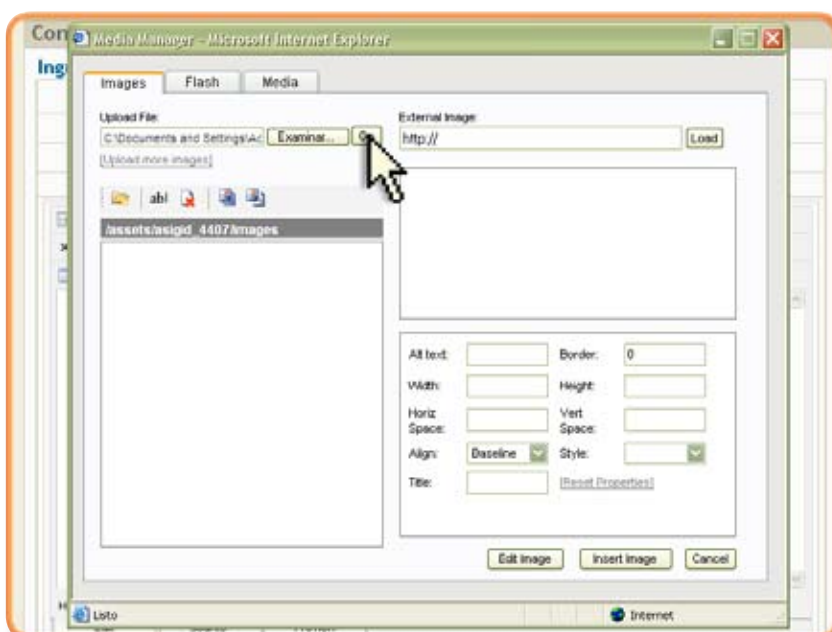 Con
Media Manager - Microsoft Internet Explorer
Ing
Images Flash Media
Upload File:
C:\Documents and Settings\Ac Examinar...
[Upload more images]
External Image:
http:// Load
abl
/assets/asigid_4407/images
Alt text: Border: 0
Width: Height:
Horiz Space: Vert Space:
Align: Baseline Style:
Title: [Reset Properties]
Edit Image Insert Image Cancel
Listo Internet